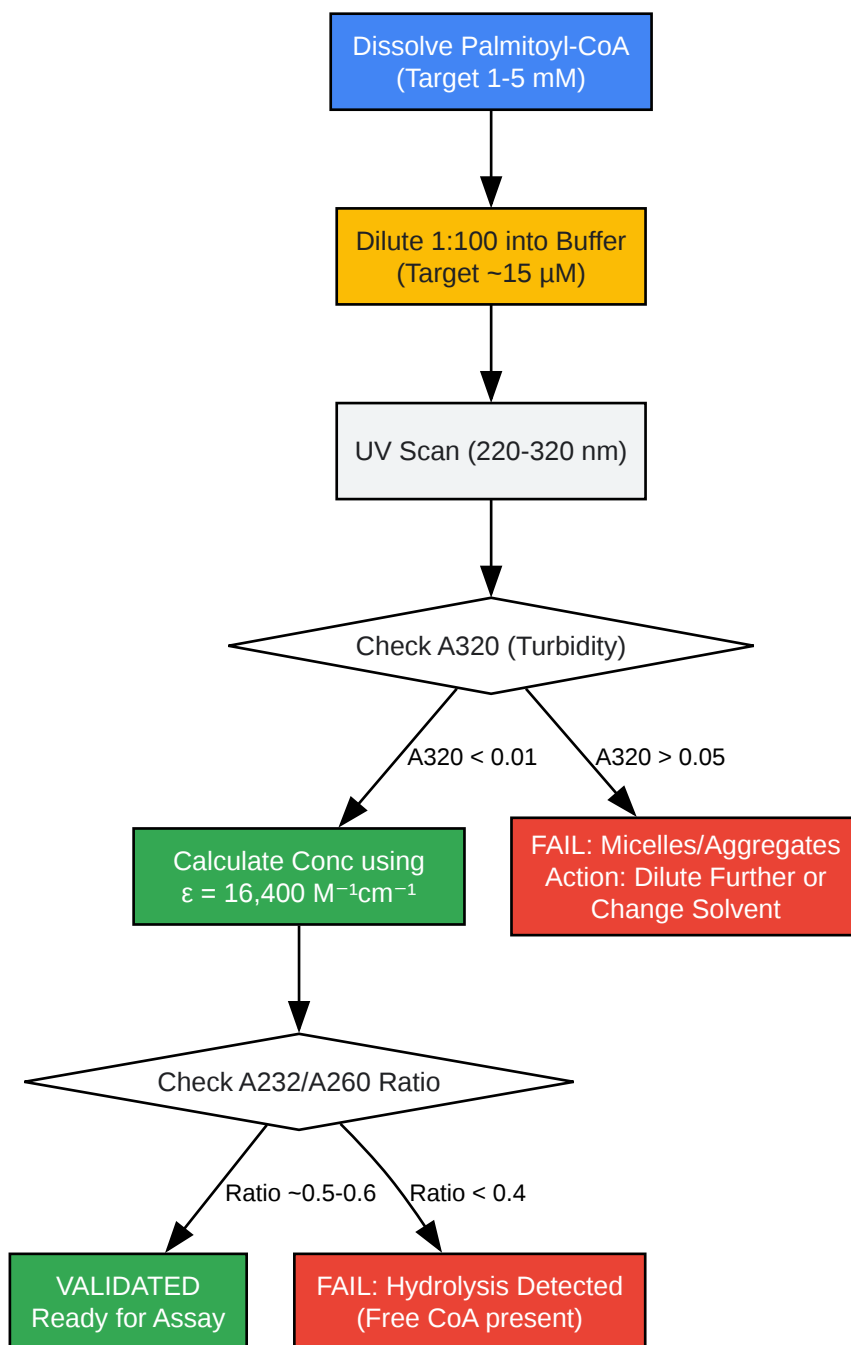 Dissolve Palmitoyl-CoA
(Target 1-5 mM)
Dilute 1:100 into Buffer
(Target ~15 µM)
UV Scan (220-320 nm)
Check A320 (Turbidity)
A320 < 0.01
A320 > 0.05
Calculate Conc using
ε = 16,400 M⁻¹cm⁻¹
FAIL: Micelles/Aggregates
Action: Dilute Further or
Change Solvent
Check A232/A260 Ratio
Ratio ~0.5-0.6
Ratio < 0.4
VALIDATED
Ready for Assay
FAIL: Hydrolysis Detected
(Free CoA present)